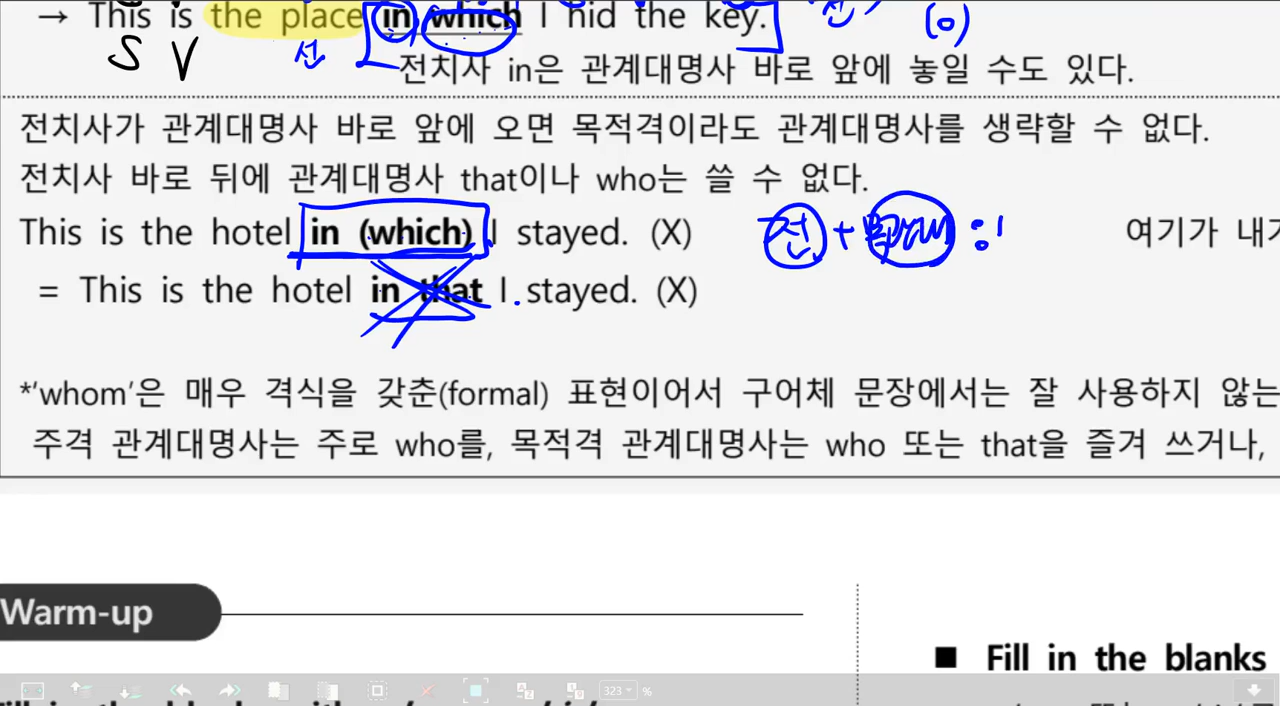 → This is the place in which I hid the key.
S V 선 선 (o)
전치사 in은 관계대명사 바로 앞에 놓일 수도 있다.
전치사가 관계대명사 바로 앞에 오면 목적격이라도 관계대명사를 생략할 수 없다.
전치사 바로 뒤에 관계대명사 that이나 who는 쓸 수 없다.
This is the hotel in (which) I stayed. (X) 전 + 여기가 내가
= This is the hotel in that I stayed. (X)
*‘whom’은 매우 격식을 갖춘(formal) 표현이어서 구어체 문장에서는 잘 사용하지 않는
주격 관계대명사는 주로 who를, 목적격 관계대명사는 who 또는 that을 즐겨 쓰거나,
Warm-up
■ Fill in the blanks
323 %